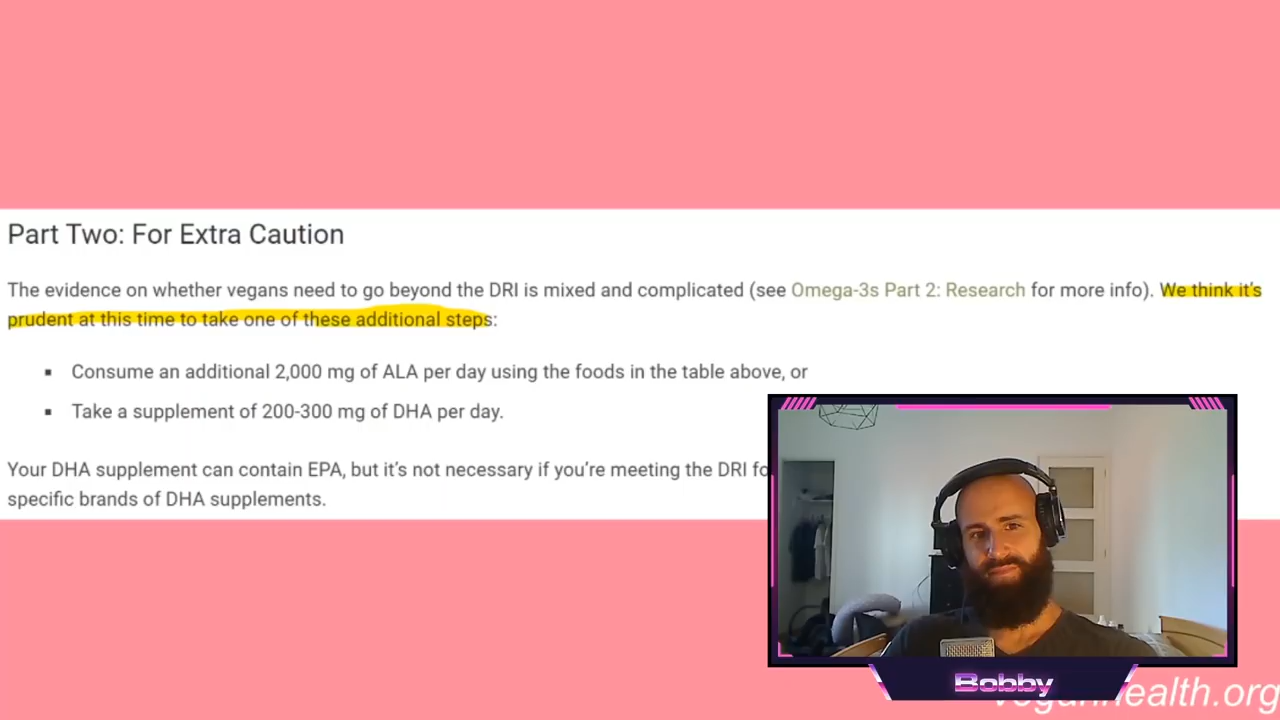 Part Two: For Extra Caution
The evidence on whether vegans need to go beyond the DRI is mixed and complicated (see Omega-3s Part 2: Research for more info). We think it's
prudent at this time to take one of these additional steps:
▪ Consume an additional 2,000 mg of ALA per day using the foods in the table above, or
▪ Take a supplement of 200-300 mg of DHA per day.
Your DHA supplement can contain EPA, but it's not necessary if you're meeting the DRI fo
specific brands of DHA supplements.
Bobby
health.org